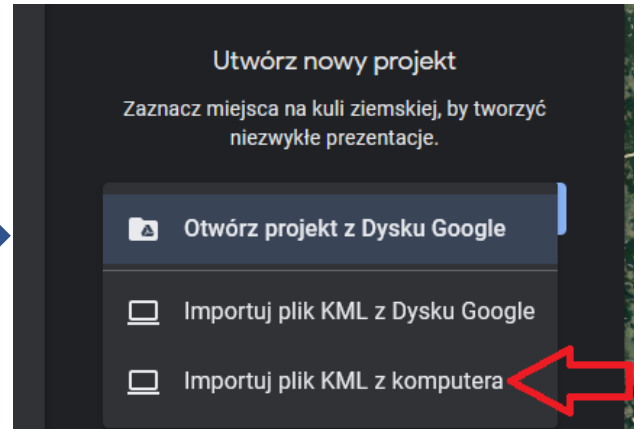 Utwórz nowy projekt
Zaznacz miejsca na kuli ziemskiej, by tworzyć
niezwykłe prezentacje.
Otwórz projekt z Dysku Google
Importuj plik KML z Dysku Google
Importuj plik KML z komputera